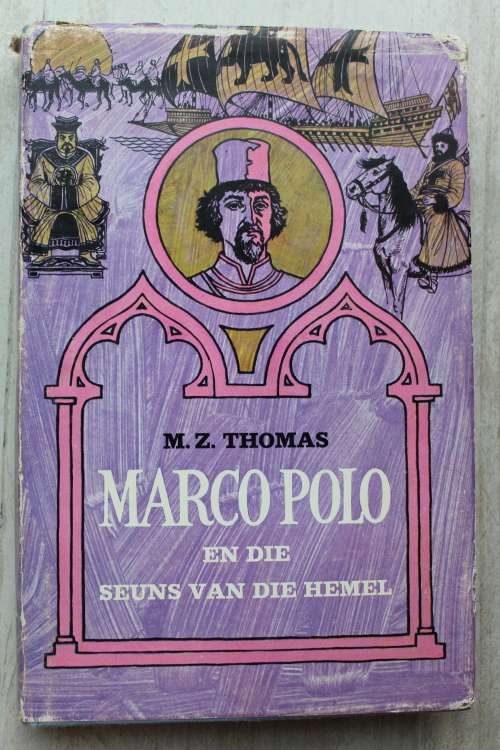 M. Z. THOMAS
MARCO POLO
EN DIE
SEUNS VAN DIE HEMEL